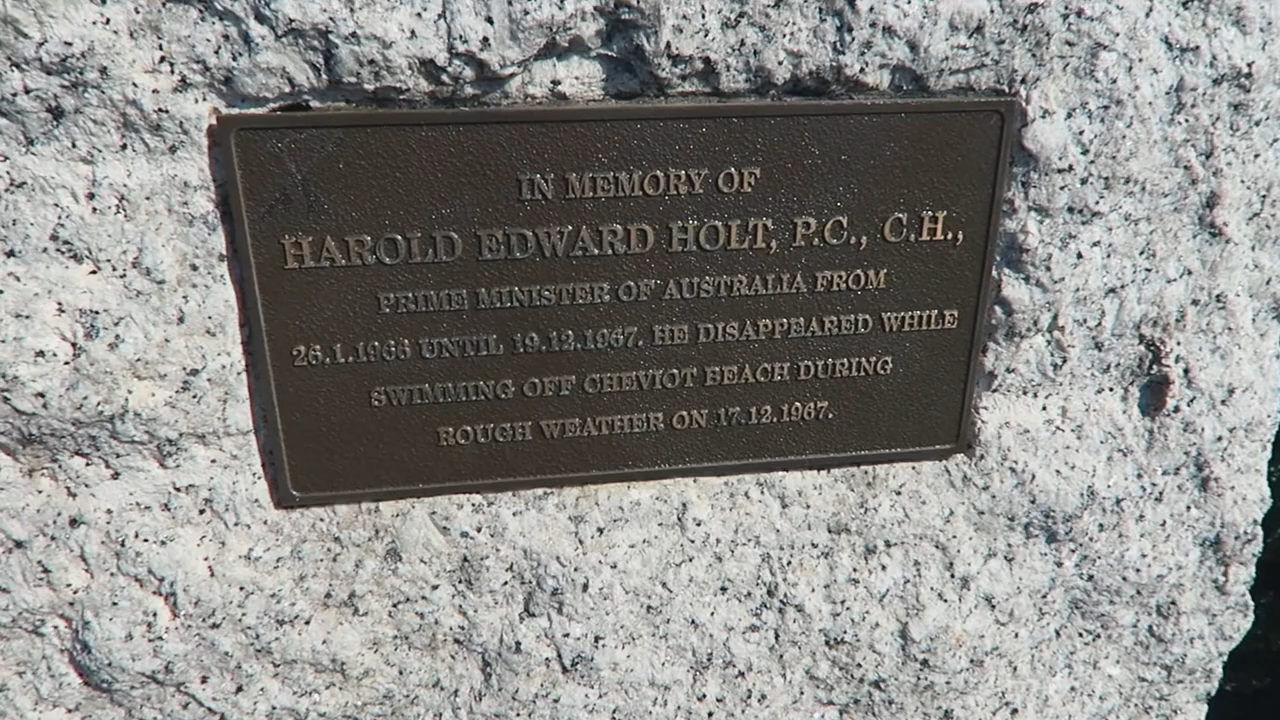 IN MEMORY OF
HAROLD EDWARD HOLT, P.C., C.H.,
PRIME MINISTER OF AUSTRALIA FROM
26.1.1966 UNTIL 19.12.1967. HE DISAPPEARED WHILE
SWIMMING OFF CHEVIOT BEACH DURING
ROUGH WEATHER ON 17.12.1967.